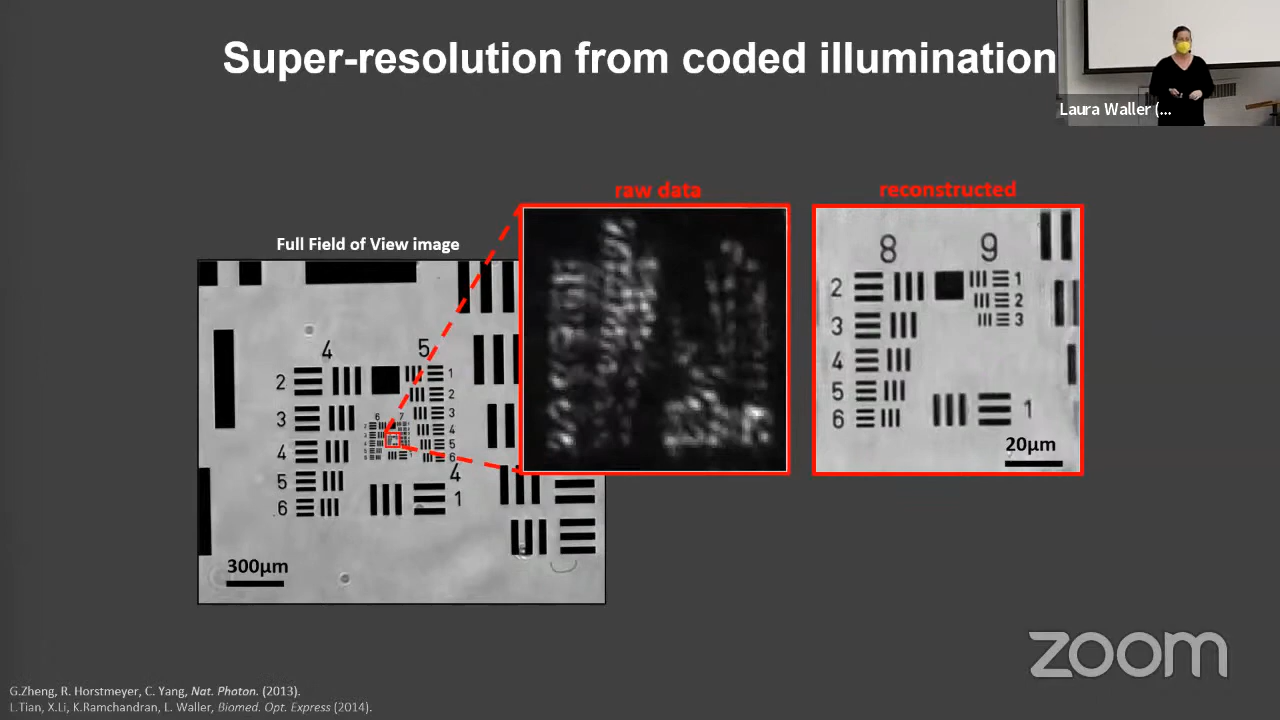 Super-resolution from coded illumination
Laura Waller (...
raw data
reconstructed
Full Field of View image
4 5
2 1
2
3 3
4 4
5 5
6 6
6 7
4
1
300µm
8 9
2 1
2
3 3
4
5
6 1
20µm
zoom
G.Zheng, R. Horstmeyer, C. Yang, Nat. Photon. (2013).
L.Tian, X.Li, K.Ramchandran, L. Waller, Biomed. Opt. Express (2014).